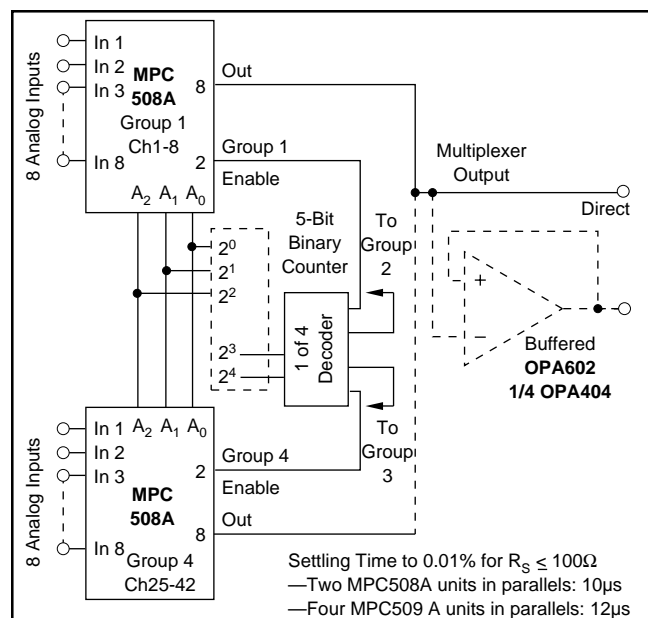 8 Analog Inputs
In 1
In 2
In 3
In 8
MPC
508A
Group 1
Ch1-8
8
2
A2 A1 A0
Out
Group 1
Enable
Multiplexer
Output
Direct
5-Bit
Binary
Counter
To
Group
2
2⁰
2¹
2²
2³
2⁴
1 of 4
Decoder
+
–
Buffered
OPA602
1/4 OPA404
8 Analog Inputs
In 1
In 2
In 3
In 8
A2 A1 A0
MPC
508A
Group 4
Ch25-42
2
8
Group 4
Enable
Out
To
Group
3
Settling Time to 0.01% for RS ≤ 100Ω
—Two MPC508A units in parallels: 10µs
—Four MPC509 A units in parallels: 12µs